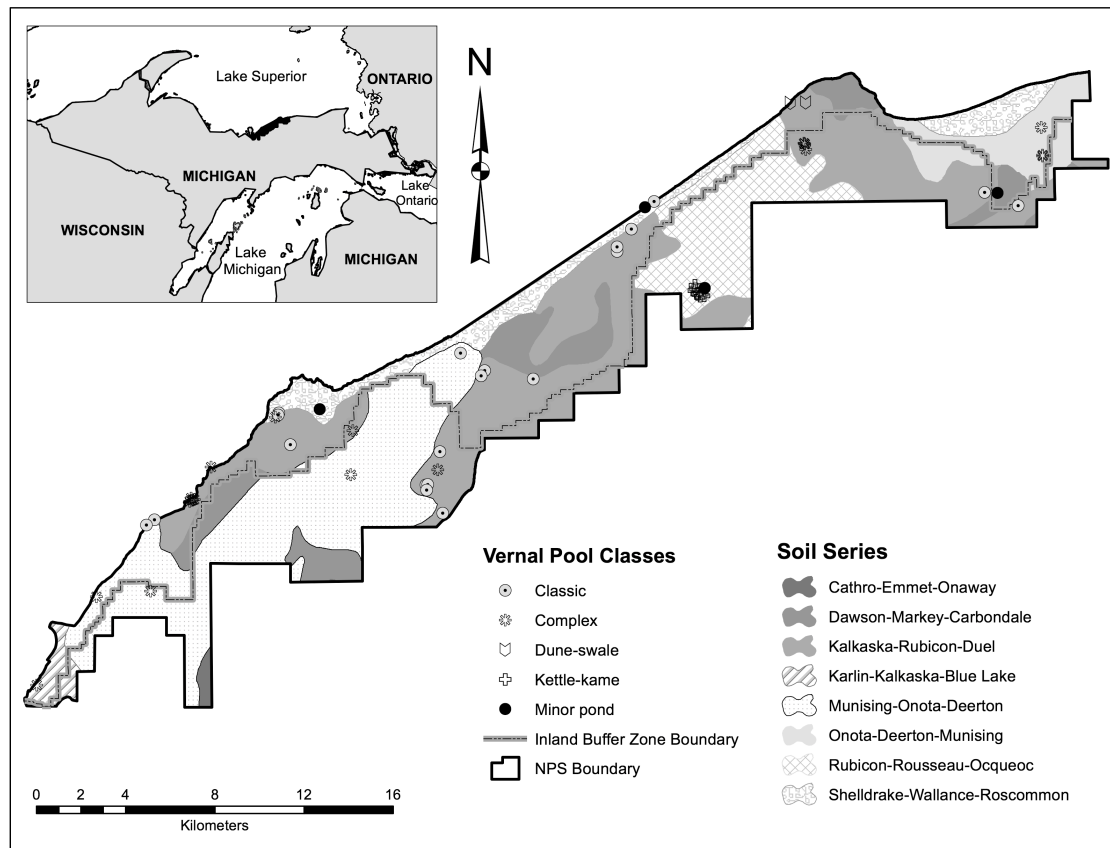 Lake Superior
ONTARIO
MICHIGAN
Lake
Ontario
WISCONSIN
Lake
Michigan
MICHIGAN
N
Vernal Pool Classes
Classic
Complex
Dune-swale
Kettle-kame
Minor pond
Inland Buffer Zone Boundary
NPS Boundary
Soil Series
Cathro-Emmet-Onaway
Dawson-Markey-Carbondale
Kalkaska-Rubicon-Duel
Karlin-Kalkaska-Blue Lake
Munising-Onota-Deerton
Onota-Deerton-Munising
Rubicon-Rousseau-Ocqueoc
Shelldrake-Wallance-Roscommon
0 2 4 8 12 16
Kilometers